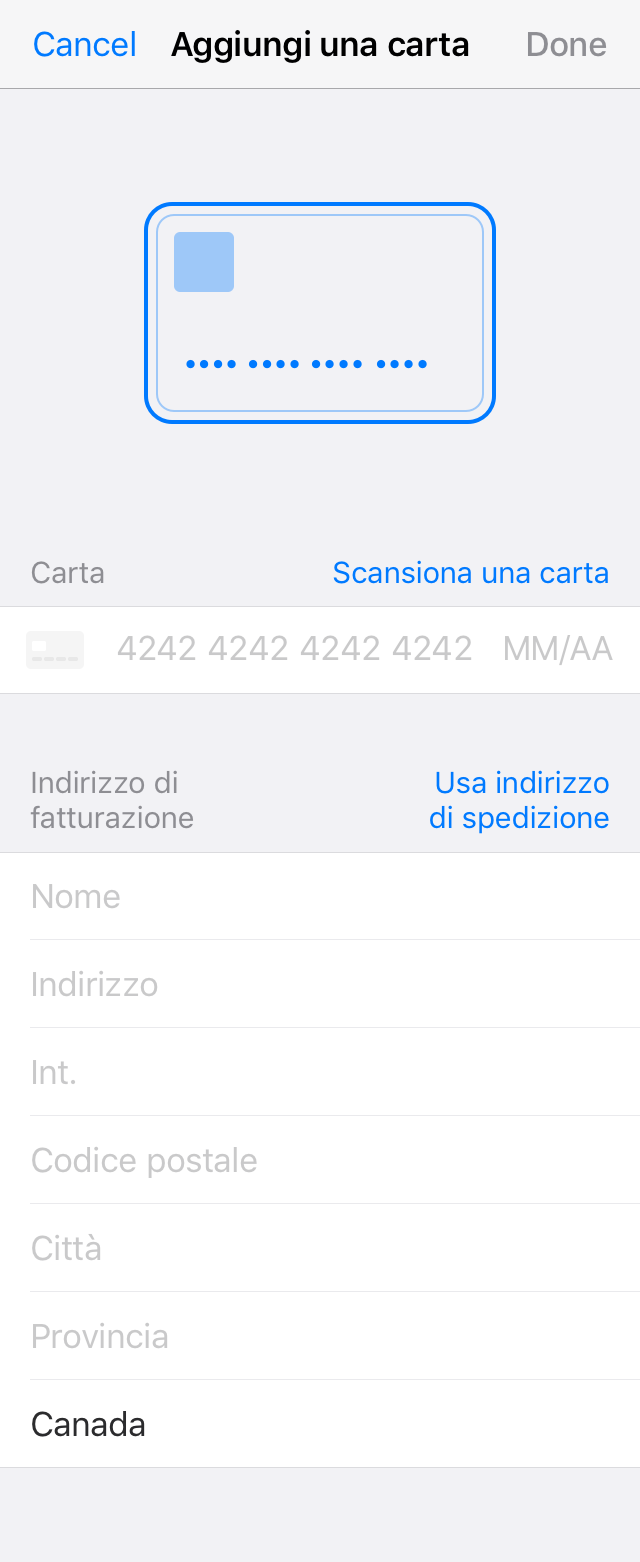 Cancel Aggiungi una carta Done
Carta Scansiona una carta
4242 4242 4242 4242 MM/AA
Indirizzo di fatturazione
Usa indirizzo di spedizione
Nome
Indirizzo
Int.
Codice postale
Città
Provincia
Canada